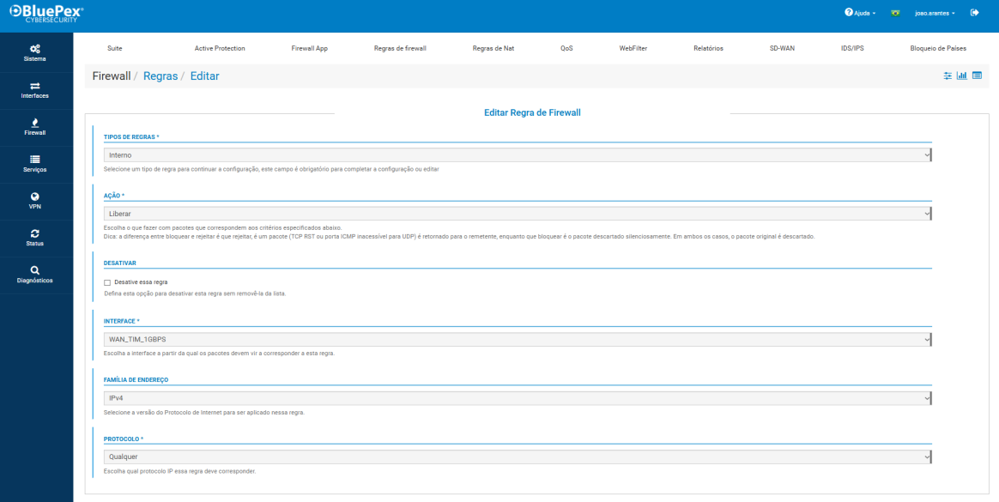 BluePex
CYBERSECURITY
Ajuda
joao.arantes
Sistema
Interfaces
Firewall
Serviços
VPN
Status
Diagnósticos
Suite Active Protection Firewall App Regras de firewall Regras de Nat QoS WebFilter Relatórios SD-WAN IDS/IPS Bloqueio de Países
Firewall / Regras / Editar
Editar Regra de Firewall
TIPOS DE REGRAS *
Interno
Selecione um tipo de regra para continuar a configuração, este campo é obrigatório para completar a configuração ou editar
AÇÃO *
Liberar
Escolha o que fazer com pacotes que correspondem aos critérios especificados abaixo.
Dica: a diferença entre bloquear e rejeitar é que rejeitar, é um pacote (TCP RST ou porta ICMP inacessível para UDP) é retornado para o remetente, enquanto que bloquear é o pacote descartado silenciosamente. Em ambos os casos, o pacote original é descartado.
DESATIVAR
Desative essa regra
Defina esta opção para desativar esta regra sem removê-la da lista.
INTERFACE *
WAN_TIM_1GBPS
Escolha a interface a partir da qual os pacotes devem vir a corresponder a esta regra.
FAMÍLIA DE ENDEREÇO
IPv4
Selecione a versão do Protocolo de Internet para ser aplicado nessa regra.
PROTOCOLO *
Qualquer
Escolha qual protocolo IP essa regra deve corresponder.